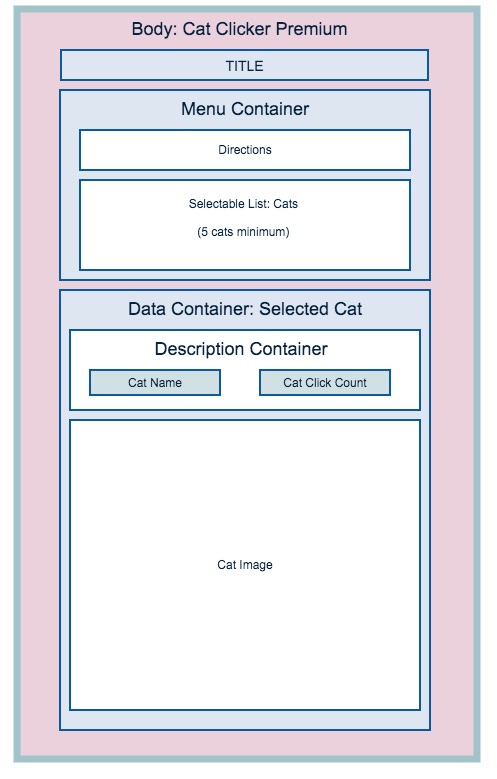 Body: Cat Clicker Premium
TITLE
Menu Container
Directions
Selectable List: Cats
(5 cats minimum)
Data Container: Selected Cat
Description Container
Cat Name
Cat Click Count
Cat Image